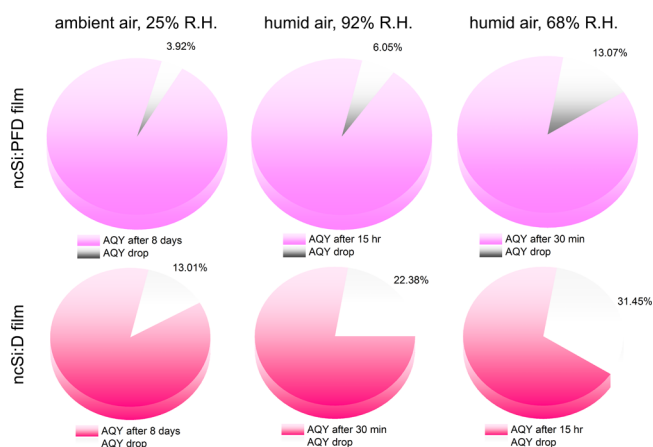 ambient air, 25% R.H.
humid air, 92% R.H.
humid air, 68% R.H.
ncSi:PFD film
3.92%
6.05%
13.07%
AQY after 8 days
AQY drop
AQY after 15 hr
AQY drop
AQY after 30 min
AQY drop
ncSi:D film
13.01%
22.38%
31.45%
AQY after 8 days
AQY drop
AQY after 30 min
AQY drop
AQY after 15 hr
AQY drop